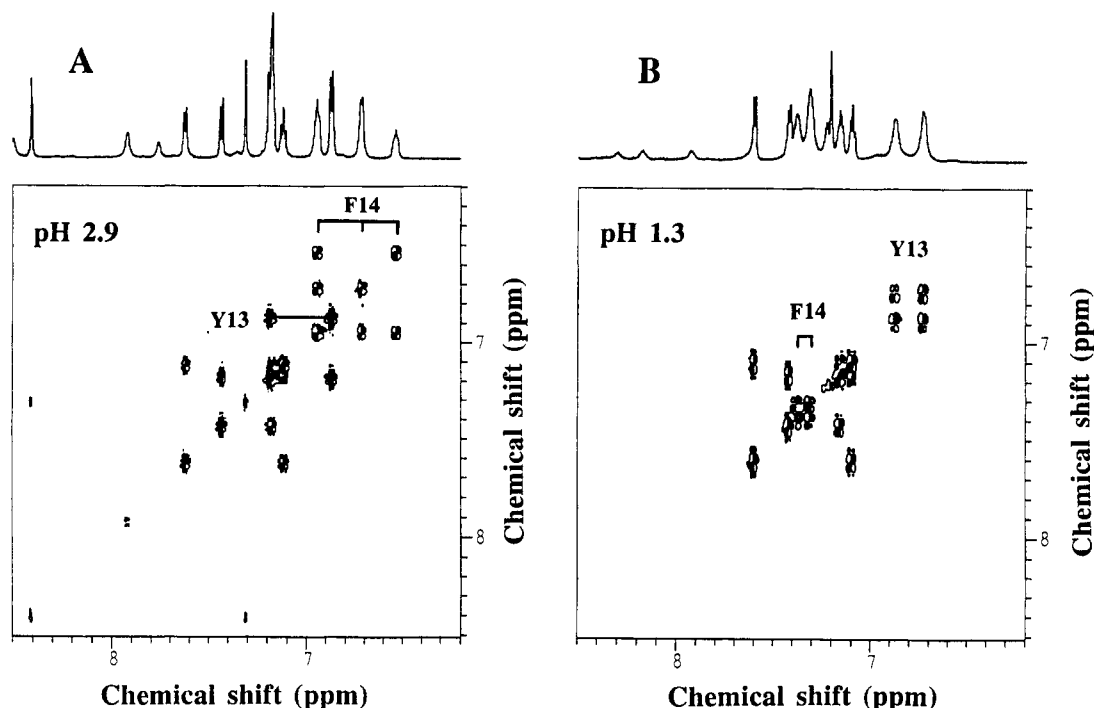 A
B
pH 2.9
F14
Y13
7
8
Chemical shift (ppm)
8 7
Chemical shift (ppm)
pH 1.3
Y13
F14
7
8
Chemical shift (ppm)
8 7
Chemical shift (ppm)